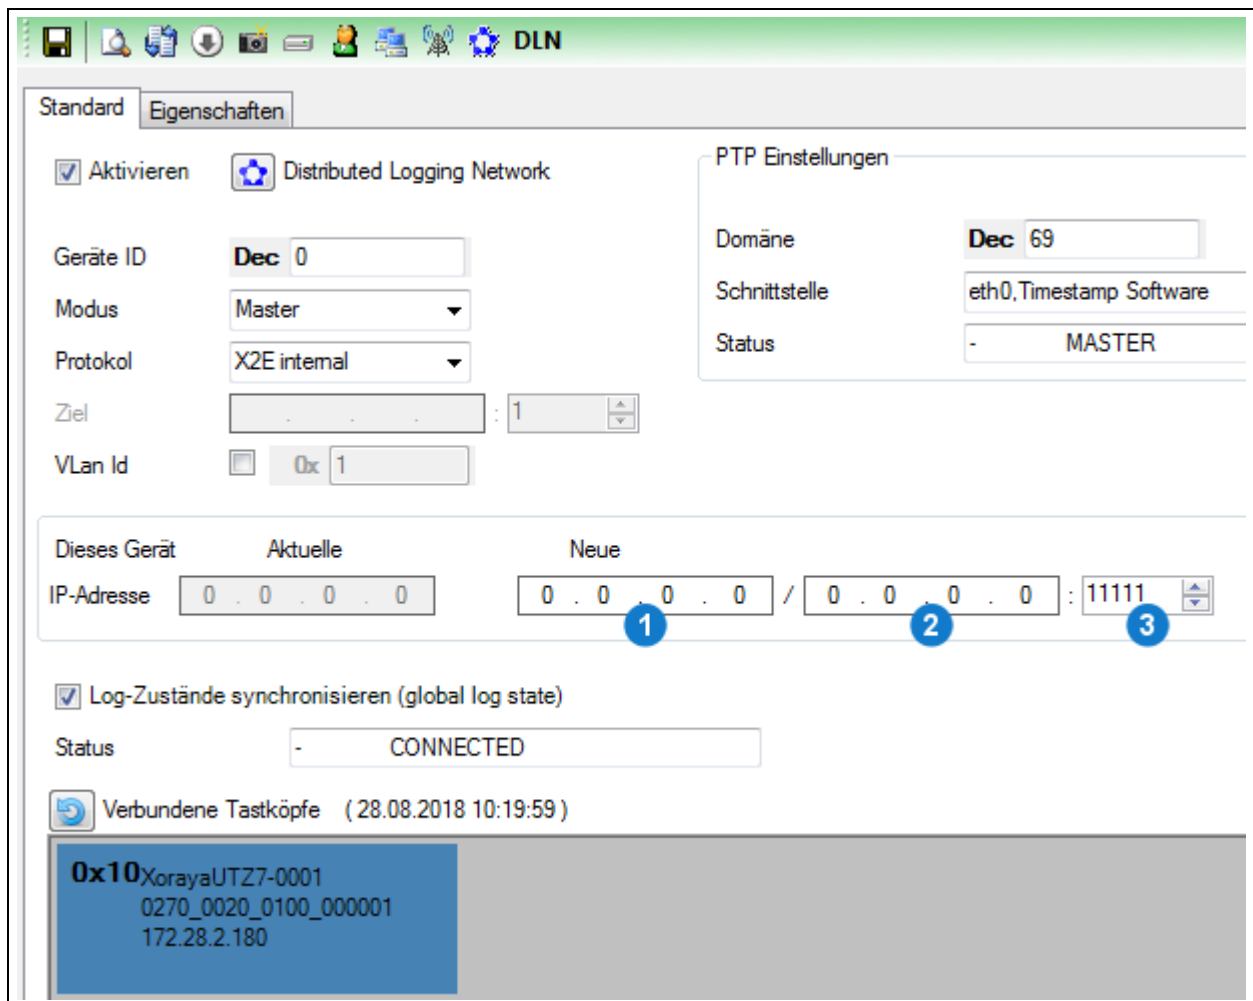 DLN
Standard Eigenschaften
Aktivieren Distributed Logging Network
PTP Einstellungen
Geräte ID Dec 0
Domäne Dec 69
Modus Master
Schnittstelle eth0,Timestamp Software
Protokol X2E internal
Status - MASTER
Ziel . . . : 1
VLan Id 0x 1
Dieses Gerät Aktuelle Neue
IP-Adresse 0 . 0 . 0 . 0 0 . 0 . 0 . 0 / 0 . 0 . 0 . 0 : 11111
1 2 3
Log-Zustände synchronisieren (global log state)
Status - CONNECTED
Verbundene Tastköpfe ( 28.08.2018 10:19:59 )
0x10 XorayaUTZ7-0001
0270_0020_0100_000001
172.28.2.180